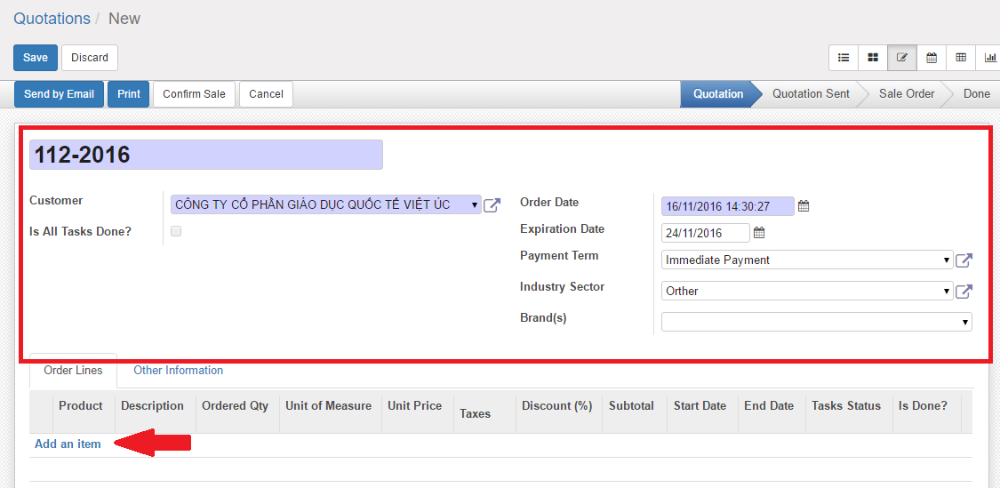 Quotations / New
Save Discard
Send by Email Print Confirm Sale Cancel Quotation Quotation Sent Sale Order Done
112-2016
Customer CÔNG TY CỔ PHẦN GIÁO DỤC QUỐC TẾ VIỆT ÚC
Is All Tasks Done?
Order Date 16/11/2016 14:30:27
Expiration Date 24/11/2016
Payment Term Immediate Payment
Industry Sector Orther
Brand(s)
Order Lines Other Information
Product Description Ordered Qty Unit of Measure Unit Price Taxes Discount (%) Subtotal Start Date End Date Tasks Status Is Done?
Add an item